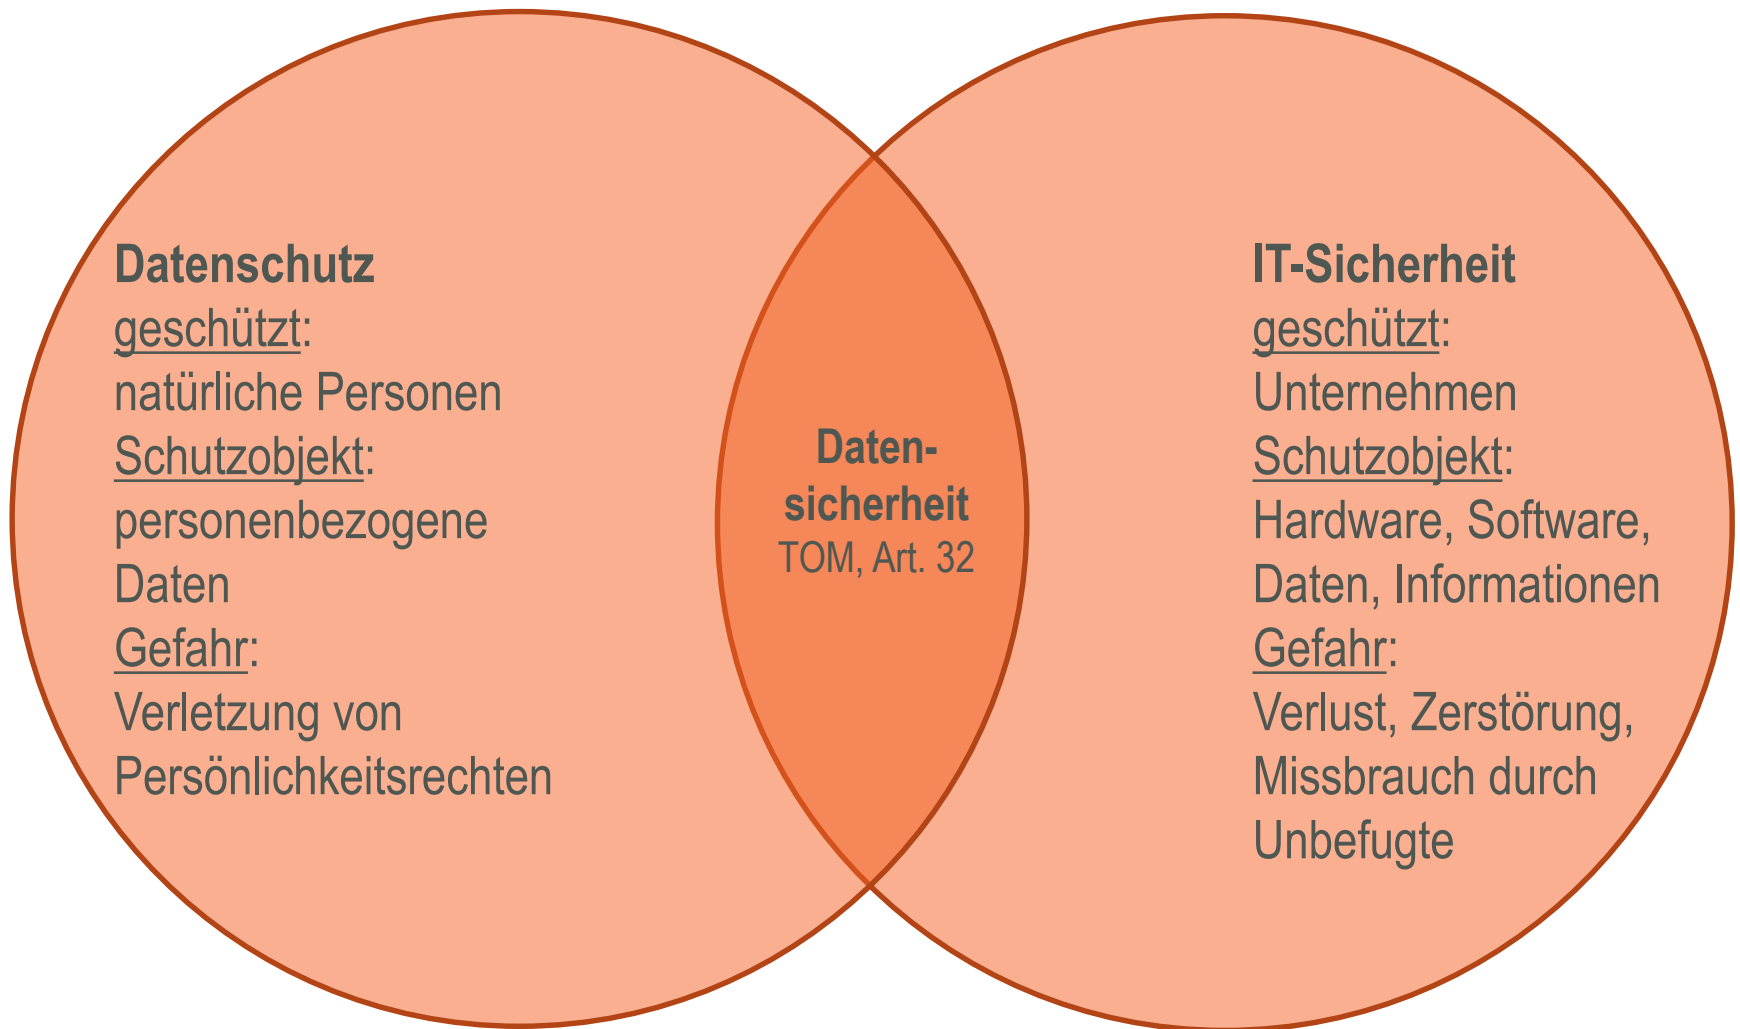 Datenschutz
geschützt:
natürliche Personen
Schutzobjekt:
personenbezogene
Daten
Gefahr:
Verletzung von
Persönlichkeitsrechten
Daten-
sicherheit
TOM, Art. 32
IT-Sicherheit
geschützt:
Unternehmen
Schutzobjekt:
Hardware, Software,
Daten, Informationen
Gefahr:
Verlust, Zerstörung,
Missbrauch durch
Unbefugte